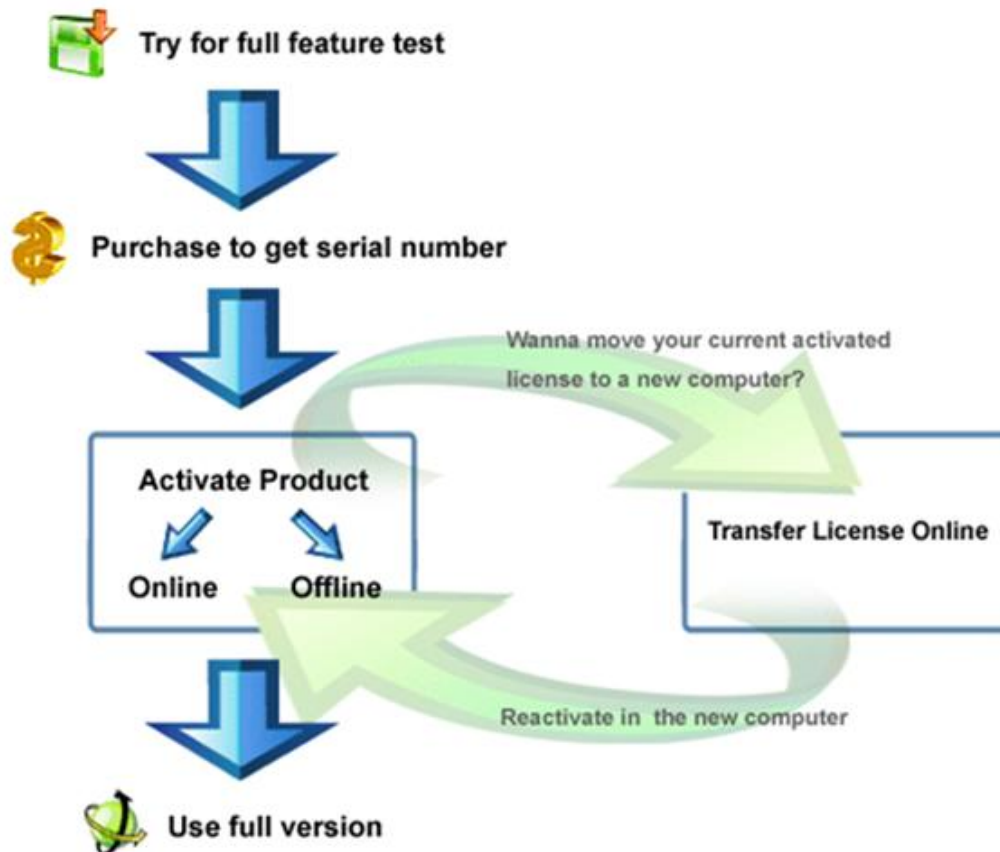 Try for full feature test
Purchase to get serial number
Wanna move your current activated
license to a new computer?
Activate Product
Online Offline
Transfer License Online
Reactivate in the new computer
Use full version